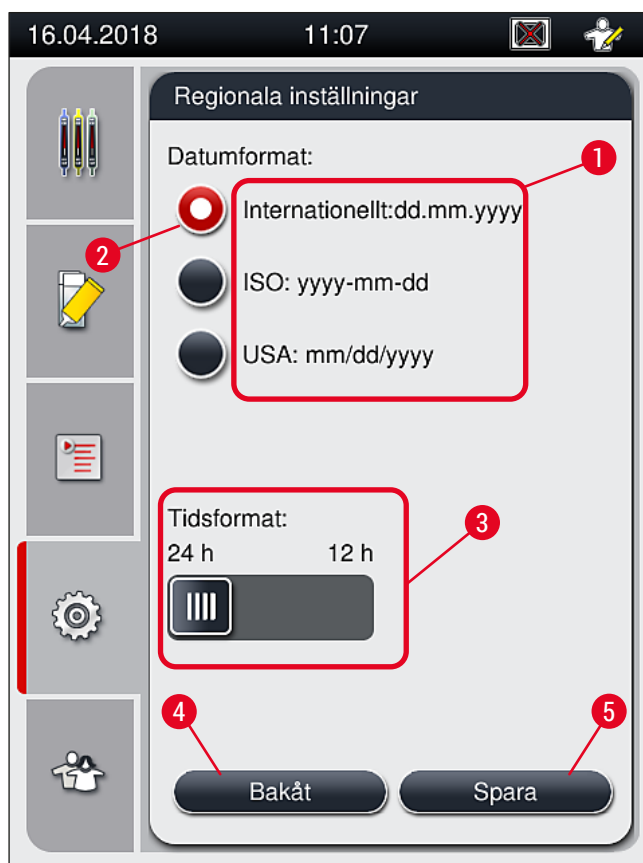 16.04.2018 11:07
Regionala inställningar
Datumformat:
1
Internationellt:dd.mm.yyyy
2
ISO: yyyy-mm-dd
USA: mm/dd/yyyy
Tidsformat:
3
24 h 12 h
4 5
Bakåt Spara